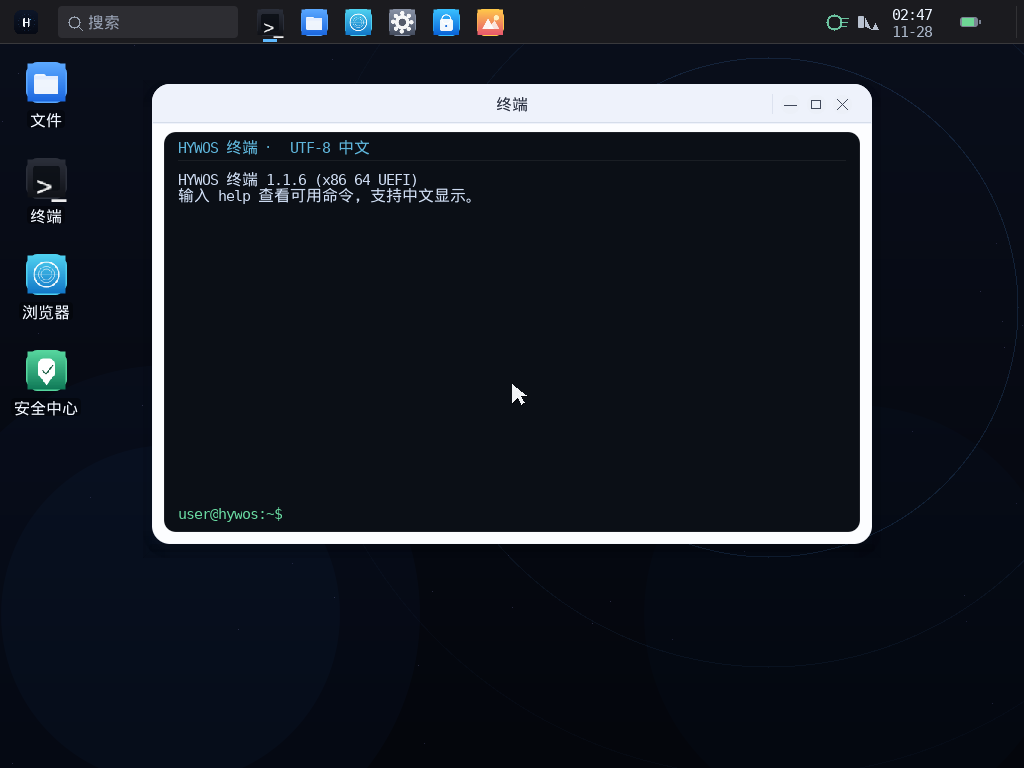 H
搜索
02:47
11-28
文件
终端
浏览器
安全中心
终端
HYWOS 终端 · UTF-8 中文
HYWOS 终端 1.1.6 (x86 64 UEFI)
输入 help 查看可用命令, 支持中文显示。
user@hywos:~$